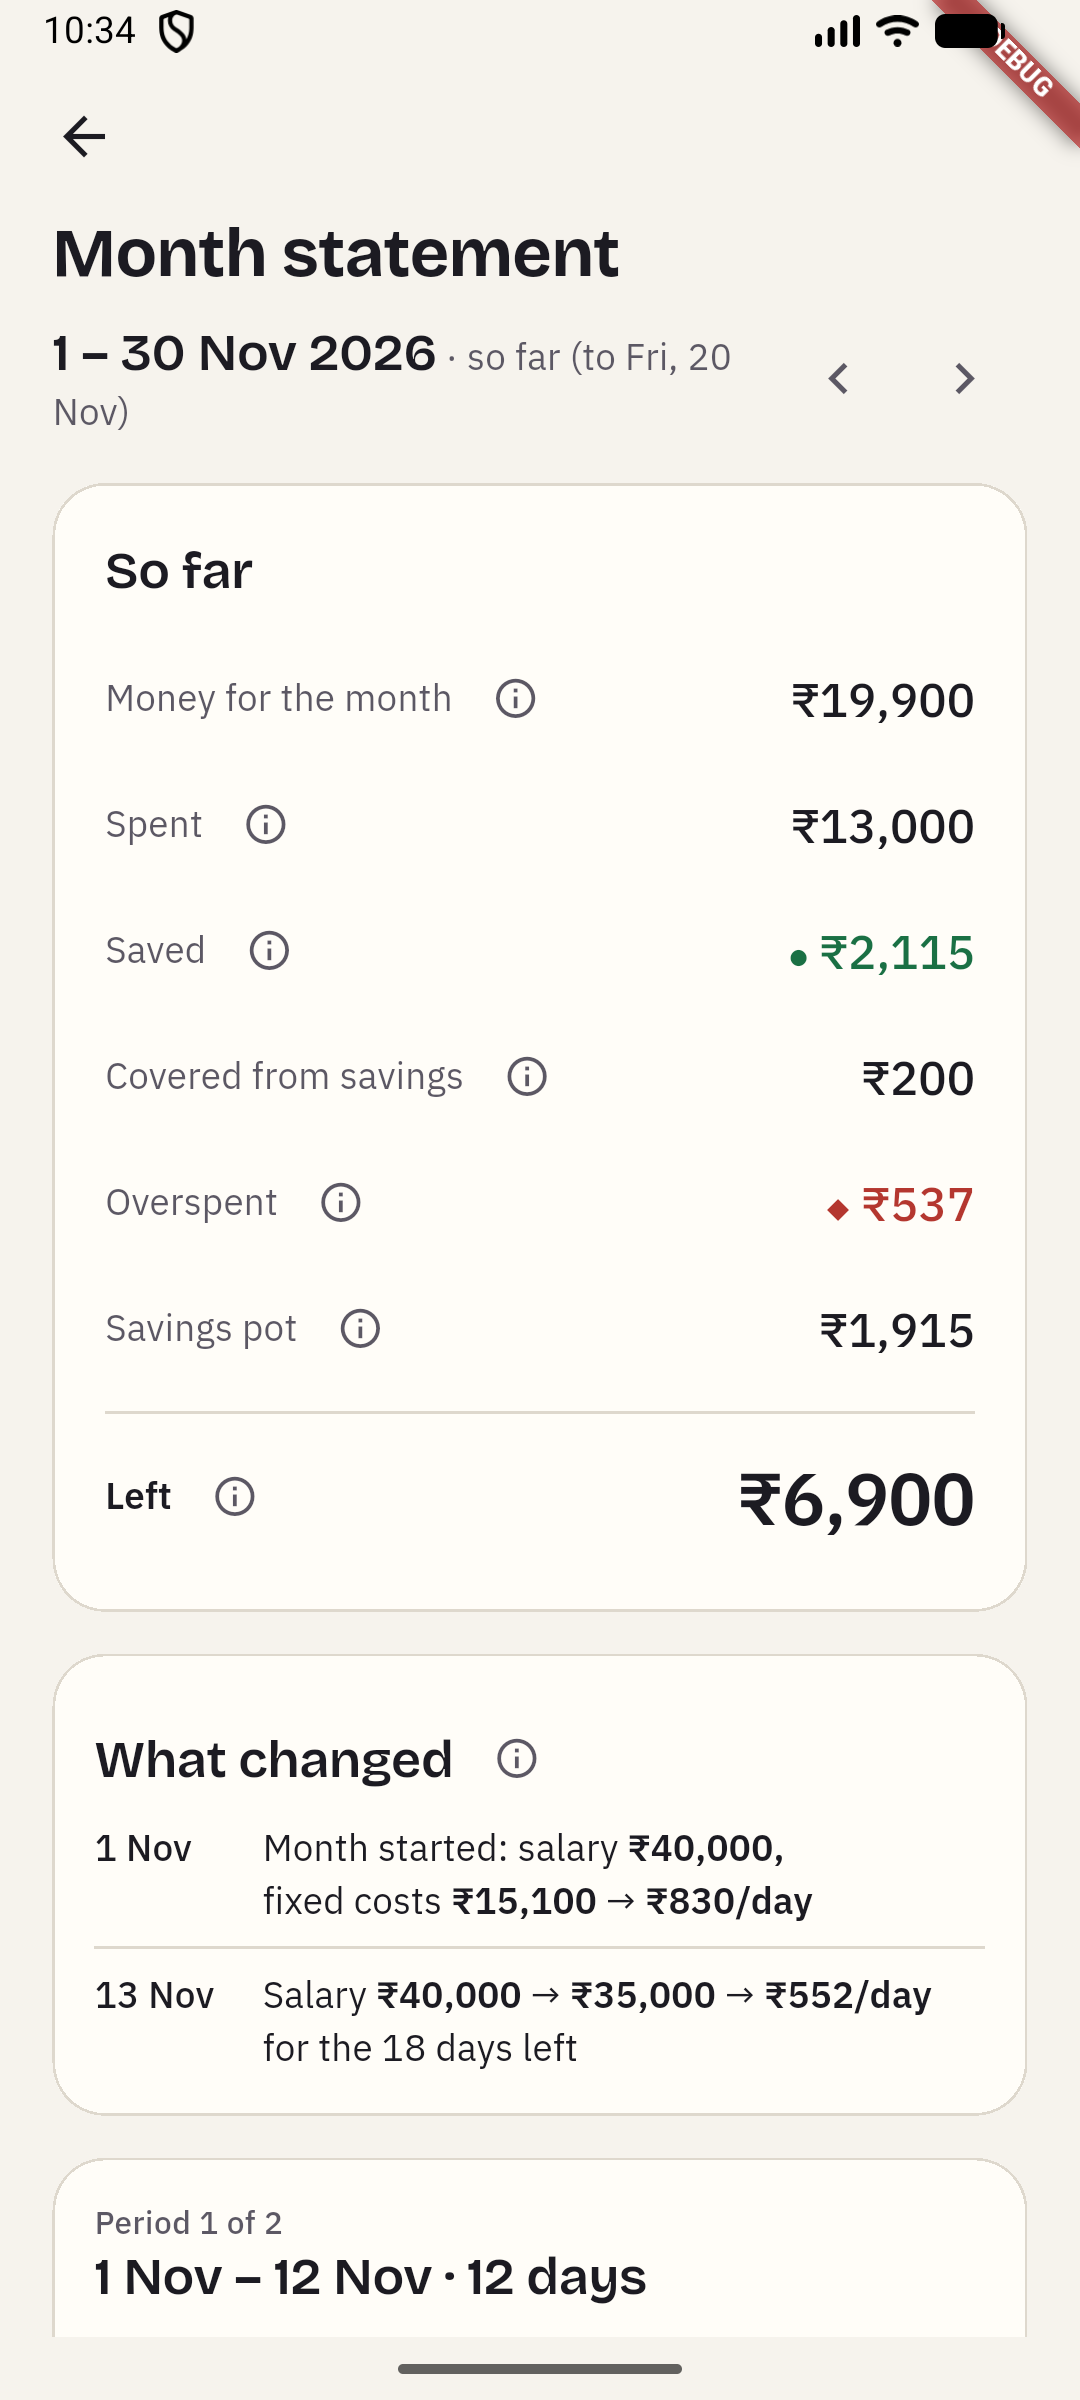 10:34
EBUG
Month statement
1 – 30 Nov 2026 · so far (to Fri, 20
Nov)
So far
Money for the month ₹19,900
Spent ₹13,000
Saved ₹2,115
Covered from savings ₹200
Overspent ₹537
Savings pot ₹1,915
Left ₹6,900
What changed
1 Nov Month started: salary ₹40,000,
fixed costs ₹15,100 → ₹830/day
13 Nov Salary ₹40,000 → ₹35,000 → ₹552/day
for the 18 days left
Period 1 of 2
1 Nov – 12 Nov · 12 days